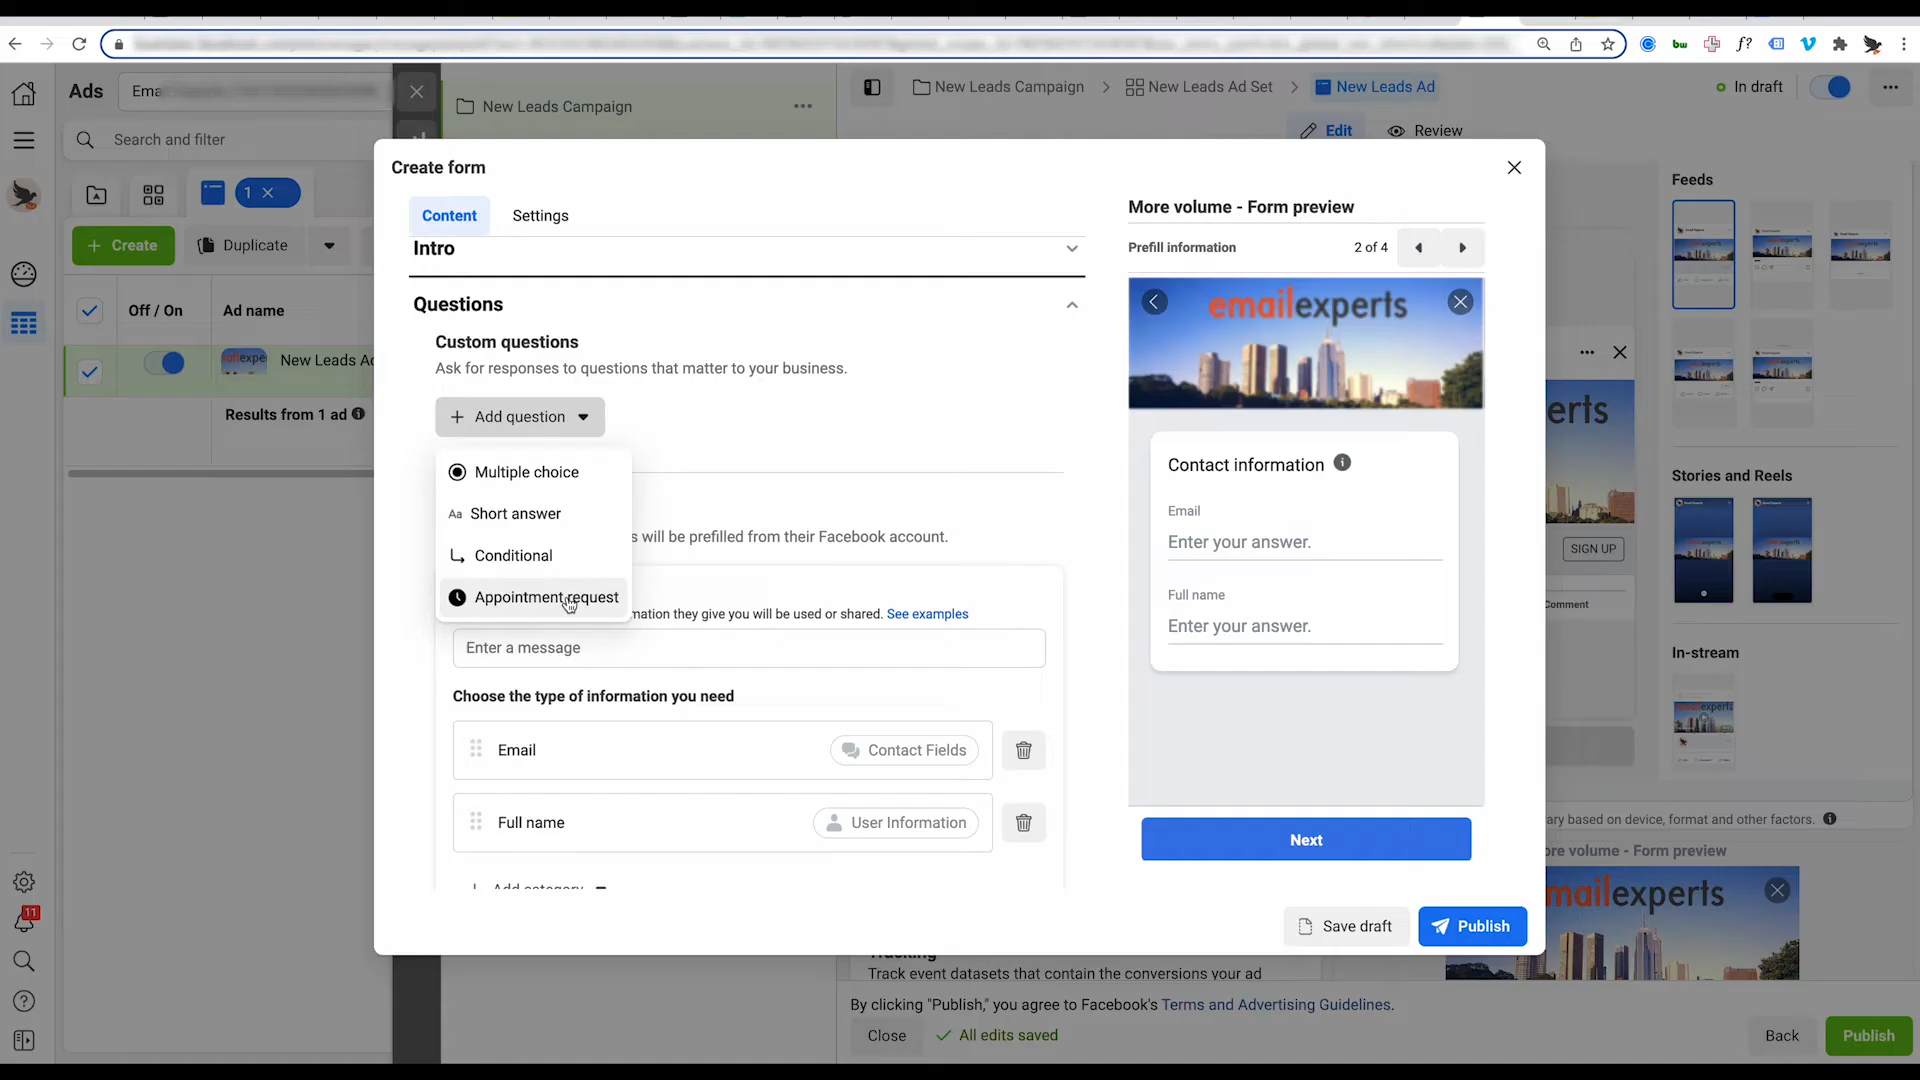 bw
f?
Ads
Ema
New Leads Campaign
New Leads Campaign
New Leads Ad Set
New Leads Ad
In draft
Search and filter
Edit
Review
1
Create
Duplicate
Off / On
Ad name
New Leads Ad
Results from 1 ad
11
Create form
Content
Settings
Intro
Questions
Custom questions
Ask for responses to questions that matter to your business.
Add question
Multiple choice
Short answer
Aa
Conditional
Appointment request
s will be prefilled from their Facebook account.
mation they give you will be used or shared. See examples
Enter a message
Choose the type of information you need
Email
Contact Fields
Full name
User Information
Add category
More volume - Form preview
Prefill information
2 of 4
emailexperts
Contact information
Email
Enter your answer.
Full name
Enter your answer.
Next
Save draft
Publish
Feeds
Stories and Reels
In-stream
erts
SIGN UP
Comment
ary based on device, format and other factors.
ore volume - Form preview
mailexperts
Tracking
Track event datasets that contain the conversions your ad
By clicking "Publish," you agree to Facebook's Terms and Advertising Guidelines.
Close
All edits saved
Back
Publish